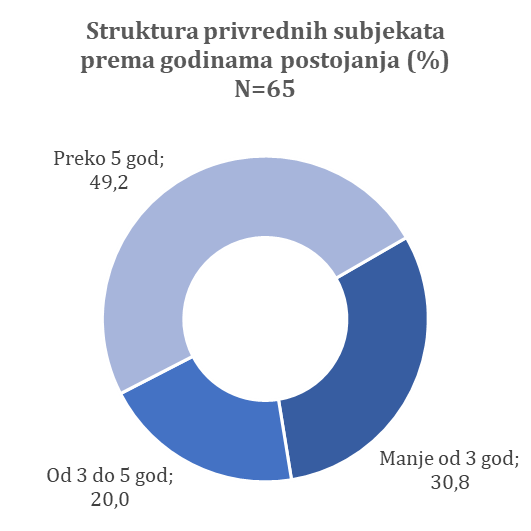 Struktura privrednih subjekata
prema godinama postojanja (%)
N=65
Preko 5 god;
49,2
Manje od 3 god;
30,8
Od 3 do 5 god;
20,0